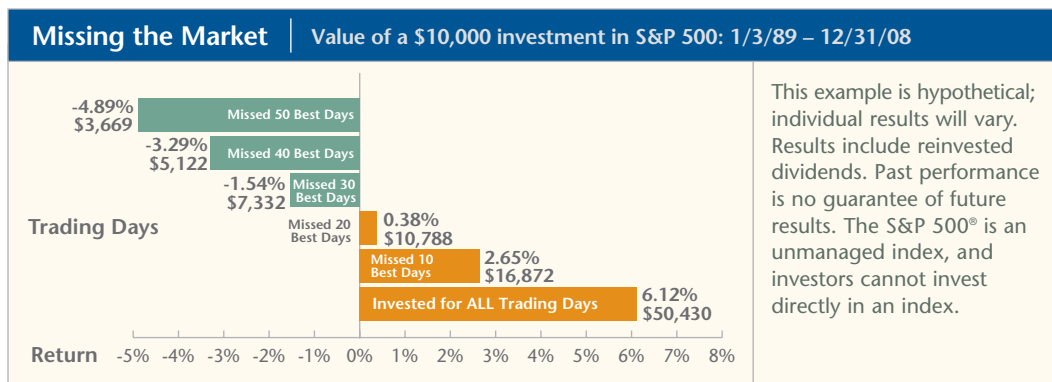 Missing the Market Value of a $10,000 investment in S&P 500: 1/3/89 – 12/31/08
-4.89%
$3,669
Missed 50 Best Days
-3.29%
$5,122
Missed 40 Best Days
-1.54%
$7,332
Missed 30
Best Days
Trading Days
Missed 20
Best Days
0.38%
$10,788
Missed 10
Best Days
2.65%
$16,872
Invested for ALL Trading Days
6.12%
$50,430
Return -5% -4% -3% -2% -1% 0% 1% 2% 3% 4% 5% 6% 7% 8%
This example is hypothetical;
individual results will vary.
Results include reinvested
dividends. Past performance
is no guarantee of future
results. The S&P 500® is an
unmanaged index, and
investors cannot invest
directly in an index.